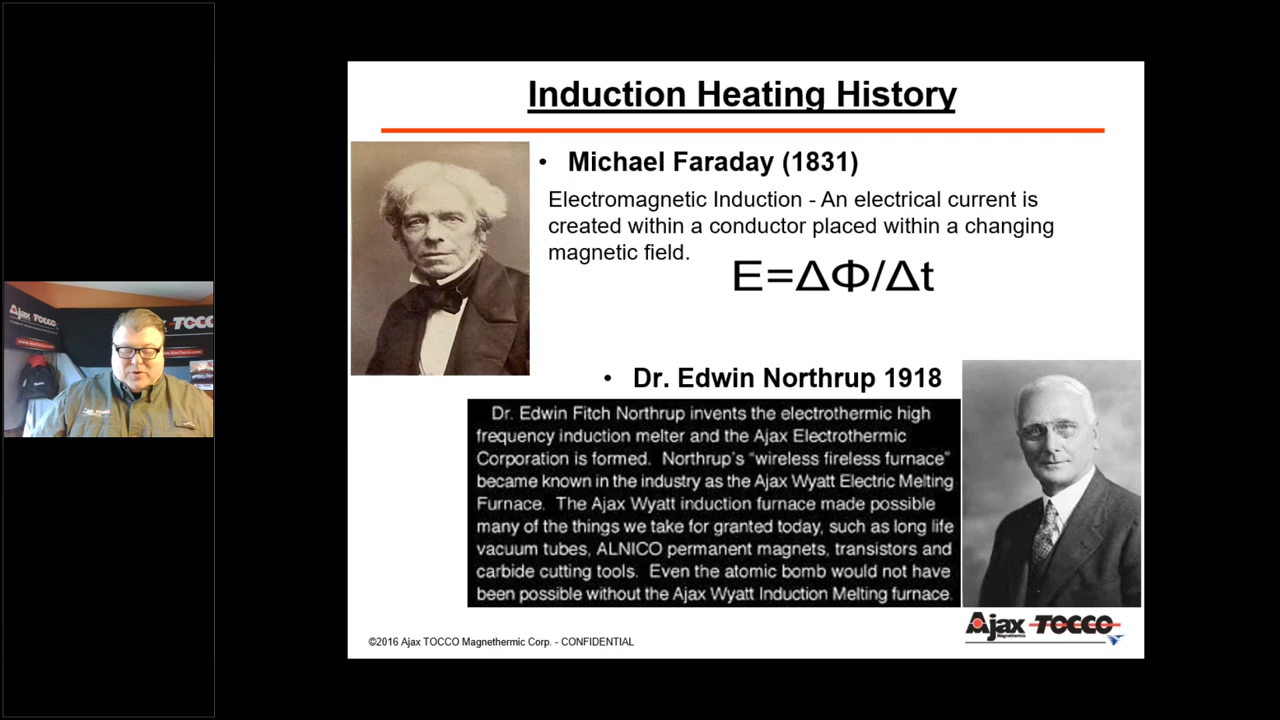 Induction Heating History
• Michael Faraday (1831)
Electromagnetic Induction - An electrical current is
created within a conductor placed within a changing
magnetic field.
E=ΔΦ/Δt
• Dr. Edwin Northrup 1918
Dr. Edwin Fitch Northrup invents the electrothermic high
frequency induction melter and the Ajax Electrothermic
Corporation is formed. Northrup's "wireless fireless furnace"
became known in the industry as the Ajax Wyatt Electric Melting
Furnace. The Ajax Wyatt induction furnace made possible
many of the things we take for granted today, such as long life
vacuum tubes, ALNICO permanent magnets, transistors and
carbide cutting tools. Even the atomic bomb would not have
been possible without the Ajax Wyatt Induction Melting furnace.
©2016 Ajax TOCCO Magnethermic Corp. - CONFIDENTIAL
Ajax TOCCO
Magnethermic
Ajax TOCCO
TOCCO